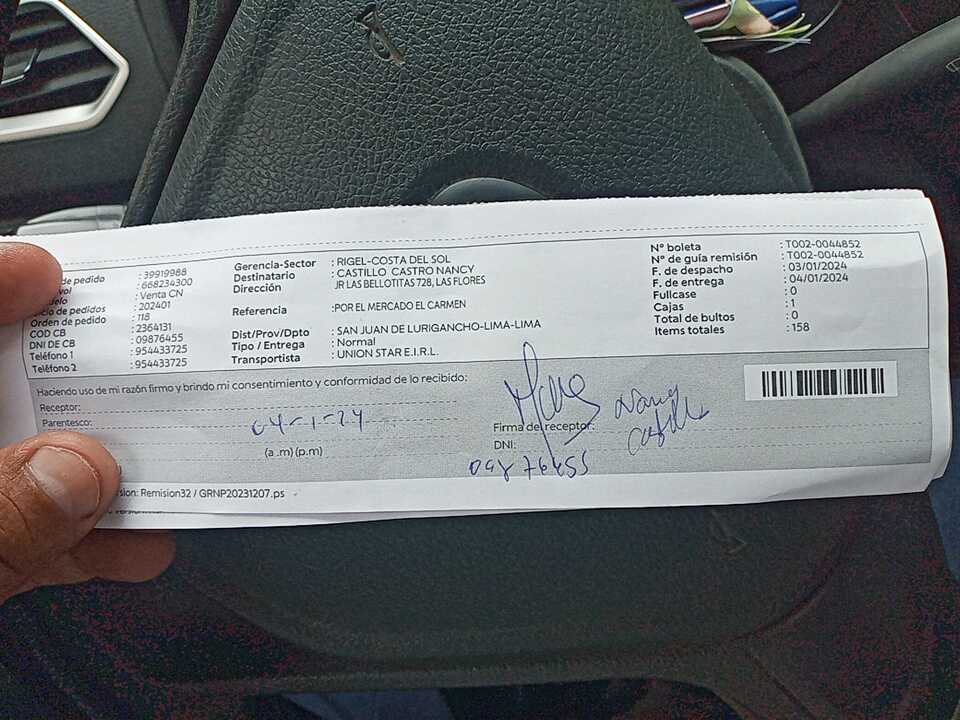 de pedido : 39919988
: 668234300
: Venta CN
de pedidos : 202401
Orden de pedido : 118
COD CB : 2364131
DNI DE CB : 09876455
Teléfono 1 : 954433725
Teléfono 2 : 954433725
Gerencia-Sector : RIGEL-COSTA DEL SOL
Destinatario : CASTILLO CASTRO NANCY
Dirección JR LAS BELLOTITAS 728, LAS FLORES
Referencia :POR EL MERCADO EL CARMEN
Dist/Prov/Dpto : SAN JUAN DE LURIGANCHO-LIMA-LIMA
Tipo / Entrega : Normal
Transportista : UNION STAR E.I.R.L.
N° boleta : T002-0044852
N° de guía remisión : T002-0044852
F. de despacho : 03/01/2024
F. de entrega : 04/01/2024
Fullcase : 0
Cajas : 1
Total de bultos : 0
Items totales : 158
Haciendo uso de mi razón firmo y brindo mi consentimiento y conformidad de lo recibido:
Receptor:
Parentesco:
04-1-24
(a .m) (p.m)
Firma del receptor:
DNI:
09876455
Remision32 / GRNP20231207.ps